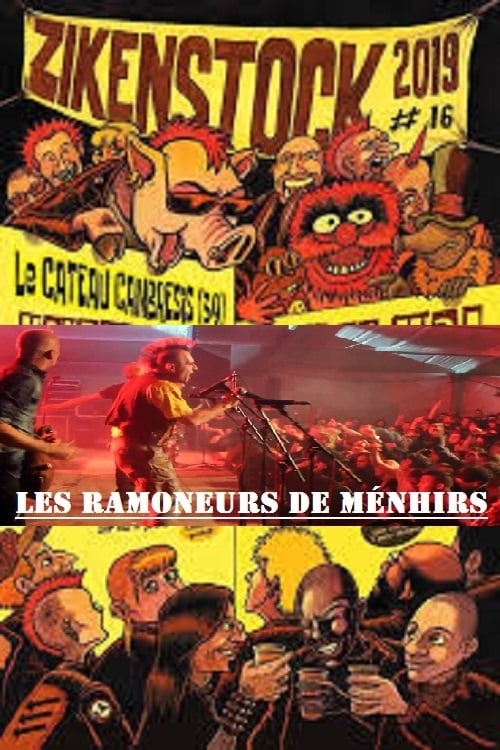 ZIKENSTOCK 2019
# 16
Le CATEAU CAMBRESIS (59)
LES RAMONEURS DE MÉNHIRS